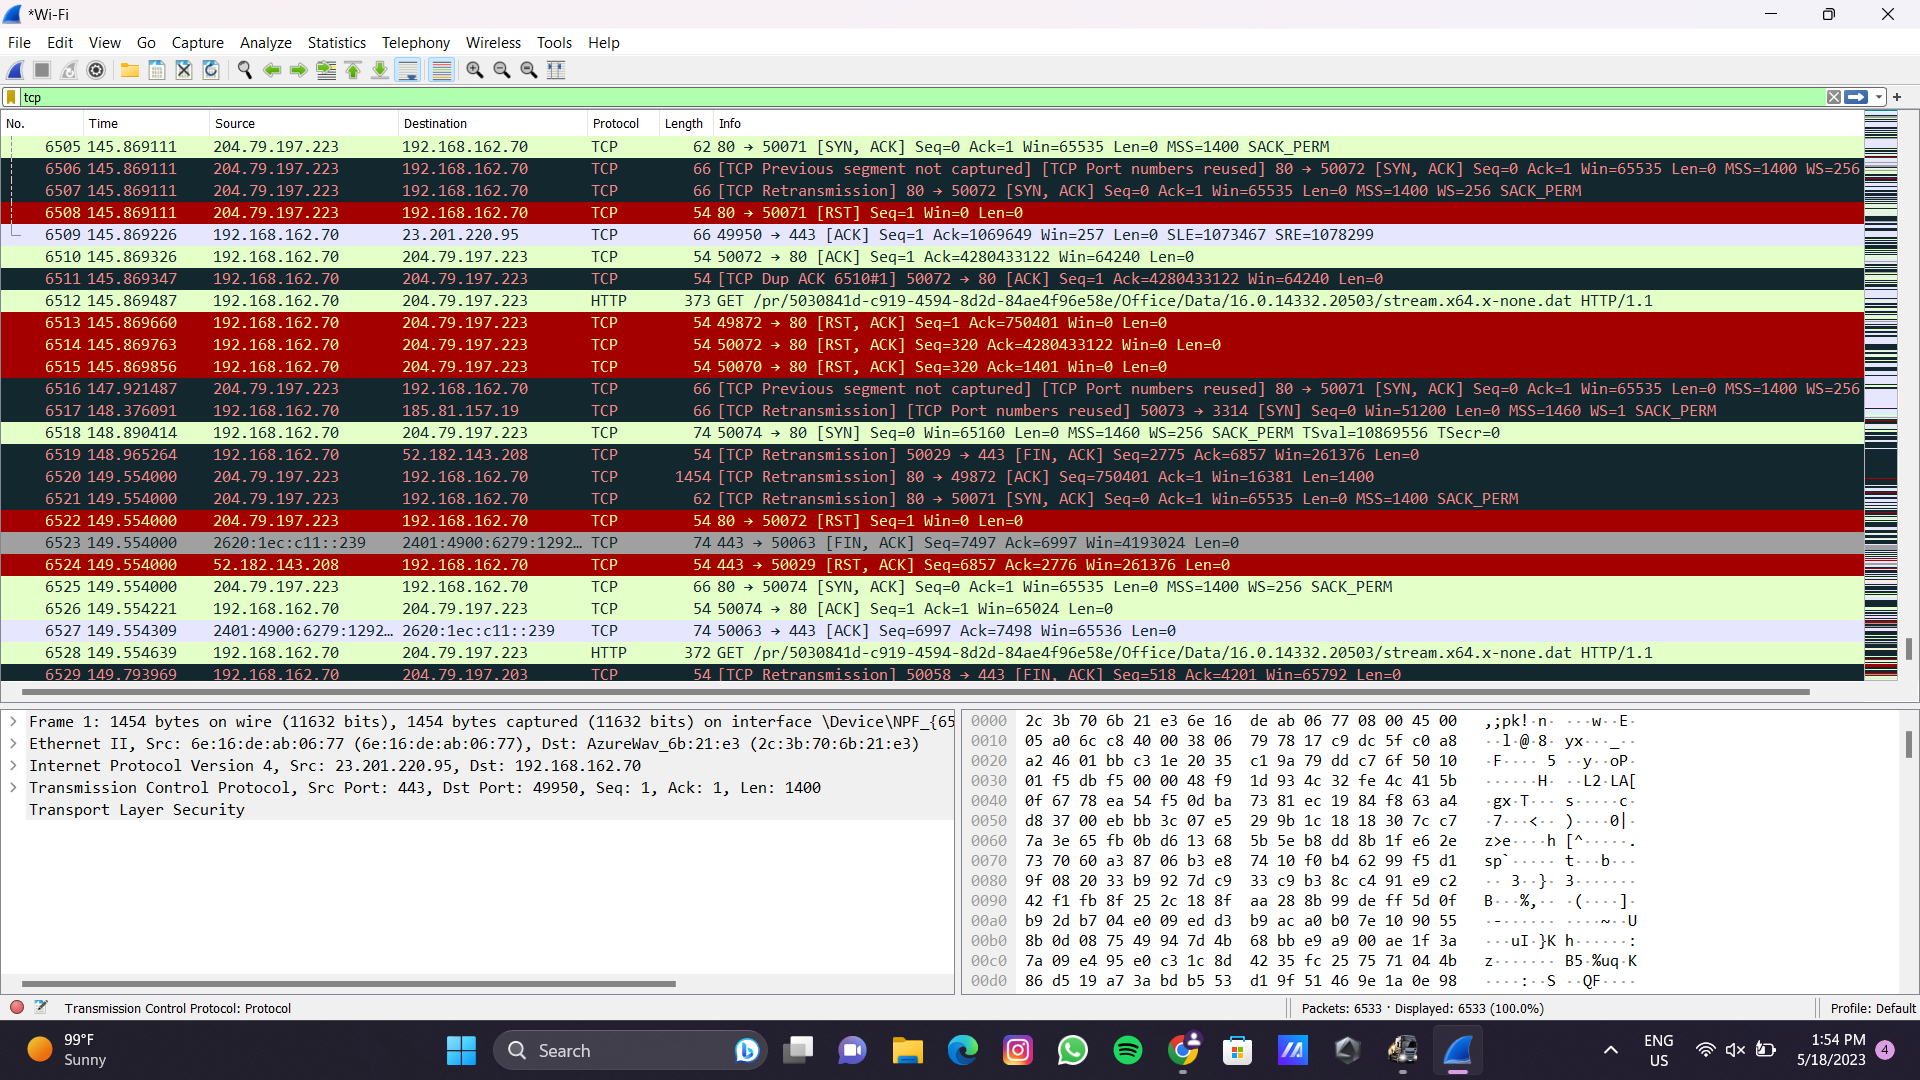 *Wi-Fi
File Edit View Go Capture Analyze Statistics Telephony Wireless Tools Help
tcp
No. Time Source Destination Protocol Length Info
6505 145.869111 204.79.197.223 192.168.162.70 TCP 62 80 → 50071 [SYN, ACK] Seq=0 Ack=1 Win=65535 Len=0 MSS=1400 SACK_PERM
6506 145.869111 204.79.197.223 192.168.162.70 TCP 66 [TCP Previous segment not captured] [TCP Port numbers reused] 80 → 50072 [SYN, ACK] Seq=0 Ack=1 Win=65535 Len=0 MSS=1400 WS=256
6507 145.869111 204.79.197.223 192.168.162.70 TCP 66 [TCP Retransmission] 80 → 50072 [SYN, ACK] Seq=0 Ack=1 Win=65535 Len=0 MSS=1400 WS=256 SACK_PERM
6508 145.869111 204.79.197.223 192.168.162.70 TCP 54 80 → 50071 [RST] Seq=1 Win=0 Len=0
6509 145.869226 192.168.162.70 23.201.220.95 TCP 66 49950 → 443 [ACK] Seq=1 Ack=1069649 Win=257 Len=0 SLE=1073467 SRE=1078299
6510 145.869326 192.168.162.70 204.79.197.223 TCP 54 50072 → 80 [ACK] Seq=1 Ack=4280433122 Win=64240 Len=0
6511 145.869347 192.168.162.70 204.79.197.223 TCP 54 [TCP Dup ACK 6510#1] 50072 → 80 [ACK] Seq=1 Ack=4280433122 Win=64240 Len=0
6512 145.869487 192.168.162.70 204.79.197.223 HTTP 373 GET /pr/5030841d-c919-4594-8d2d-84ae4f96e58e/Office/Data/16.0.14332.20503/stream.x64.x-none.dat HTTP/1.1
6513 145.869660 192.168.162.70 204.79.197.223 TCP 54 49872 → 80 [RST, ACK] Seq=1 Ack=750401 Win=0 Len=0
6514 145.869763 192.168.162.70 204.79.197.223 TCP 54 50072 → 80 [RST, ACK] Seq=320 Ack=4280433122 Win=0 Len=0
6515 145.869856 192.168.162.70 204.79.197.223 TCP 54 50070 → 80 [RST, ACK] Seq=320 Ack=1401 Win=0 Len=0
6516 147.921487 204.79.197.223 192.168.162.70 TCP 66 [TCP Previous segment not captured] [TCP Port numbers reused] 80 → 50071 [SYN, ACK] Seq=0 Ack=1 Win=65535 Len=0 MSS=1400 WS=256
6517 148.376091 192.168.162.70 185.81.157.19 TCP 66 [TCP Retransmission] [TCP Port numbers reused] 50073 → 3314 [SYN] Seq=0 Win=51200 Len=0 MSS=1460 WS=1 SACK_PERM
6518 148.890414 192.168.162.70 204.79.197.223 TCP 74 50074 → 80 [SYN] Seq=0 Win=65160 Len=0 MSS=1460 WS=256 SACK_PERM TSval=10869556 TSecr=0
6519 148.965264 192.168.162.70 52.182.143.208 TCP 54 [TCP Retransmission] 50029 → 443 [FIN, ACK] Seq=2775 Ack=6857 Win=261376 Len=0
6520 149.554000 204.79.197.223 192.168.162.70 TCP 1454 [TCP Retransmission] 80 → 49872 [ACK] Seq=750401 Ack=1 Win=16381 Len=1400
6521 149.554000 204.79.197.223 192.168.162.70 TCP 62 [TCP Retransmission] 80 → 50071 [SYN, ACK] Seq=0 Ack=1 Win=65535 Len=0 MSS=1400 SACK_PERM
6522 149.554000 204.79.197.223 192.168.162.70 TCP 54 80 → 50072 [RST] Seq=1 Win=0 Len=0
6523 149.554000 2620:1ec:c11::239 2401:4900:6279:1292… TCP 74 443 → 50063 [FIN, ACK] Seq=7497 Ack=6997 Win=4193024 Len=0
6524 149.554000 52.182.143.208 192.168.162.70 TCP 54 443 → 50029 [RST, ACK] Seq=6857 Ack=2776 Win=261376 Len=0
6525 149.554000 204.79.197.223 192.168.162.70 TCP 66 80 → 50074 [SYN, ACK] Seq=0 Ack=1 Win=65535 Len=0 MSS=1400 WS=256 SACK_PERM
6526 149.554221 192.168.162.70 204.79.197.223 TCP 54 50074 → 80 [ACK] Seq=1 Ack=1 Win=65024 Len=0
6527 149.554309 2401:4900:6279:1292… 2620:1ec:c11::239 TCP 74 50063 → 443 [ACK] Seq=6997 Ack=7498 Win=65536 Len=0
6528 149.554639 192.168.162.70 204.79.197.223 HTTP 372 GET /pr/5030841d-c919-4594-8d2d-84ae4f96e58e/Office/Data/16.0.14332.20503/stream.x64.x-none.dat HTTP/1.1
6529 149.793969 192.168.162.70 204.79.197.203 TCP 54 [TCP Retransmission] 50058 → 443 [FIN, ACK] Seq=518 Ack=4201 Win=65792 Len=0
Frame 1: 1454 bytes on wire (11632 bits), 1454 bytes captured (11632 bits) on interface \Device\NPF_{65
Ethernet II, Src: 6e:16:de:ab:06:77 (6e:16:de:ab:06:77), Dst: AzureWav_6b:21:e3 (2c:3b:70:6b:21:e3)
Internet Protocol Version 4, Src: 23.201.220.95, Dst: 192.168.162.70
Transmission Control Protocol, Src Port: 443, Dst Port: 49950, Seq: 1, Ack: 1, Len: 1400
Transport Layer Security
0000 2c 3b 70 6b 21 e3 6e 16 de ab 06 77 08 00 45 00 ,;pk!·n· ···w··E·
0010 05 a0 6c c8 40 00 38 06 79 78 17 c9 dc 5f c0 a8 ··l·@·8· yx···_··
0020 a2 46 01 bb c3 1e 20 35 c1 9a 79 dd c7 6f 50 10 ·F···· 5 ··y··oP·
0030 01 f5 db f5 00 00 48 f9 1d 93 4c 32 fe 4c 41 5b ······H· ··L2·LA[
0040 0f 67 78 ea 54 f5 0d ba 73 81 ec 19 84 f8 63 a4 ·gx·T··· s·····c·
0050 d8 37 00 eb bb 3c 07 e5 29 9b 1c 18 18 30 7c c7 ·7···<·· )····0|·
0060 7a 3e 65 fb 0b d6 13 68 5b 5e b8 dd 8b 1f e6 2e z>e····h [^·····.
0070 73 70 60 a3 87 06 b3 e8 74 10 f0 b4 62 99 f5 d1 sp`····· t···b···
0080 9f 08 20 33 b9 92 7d c9 33 c9 b3 8c c4 91 e9 c2 ·· 3··}· 3·······
0090 42 f1 fb 8f 25 2c 18 8f aa 28 8b 99 de ff 5d 0f B···%,·· ·(····]·
00a0 b9 2d b7 04 e0 09 ed d3 b9 ac a0 b0 7e 10 90 55 ·-······ ····~··U
00b0 8b 0d 08 75 49 94 7d 4b 68 bb e9 a9 00 ae 1f 3a ···uI·}K h······:
00c0 7a 09 e4 95 e0 c3 1c 8d 42 35 fc 25 75 71 04 4b z······· B5·%uq·K
00d0 86 d5 19 a7 3a bd b5 53 d1 9f 51 46 9e 1a 0e 98 ····:··S ··QF····
Transmission Control Protocol: Protocol
Packets: 6533 · Displayed: 6533 (100.0%)
Profile: Default
99°F
Sunny
Search
ENG
US
1:54 PM
5/18/2023
4